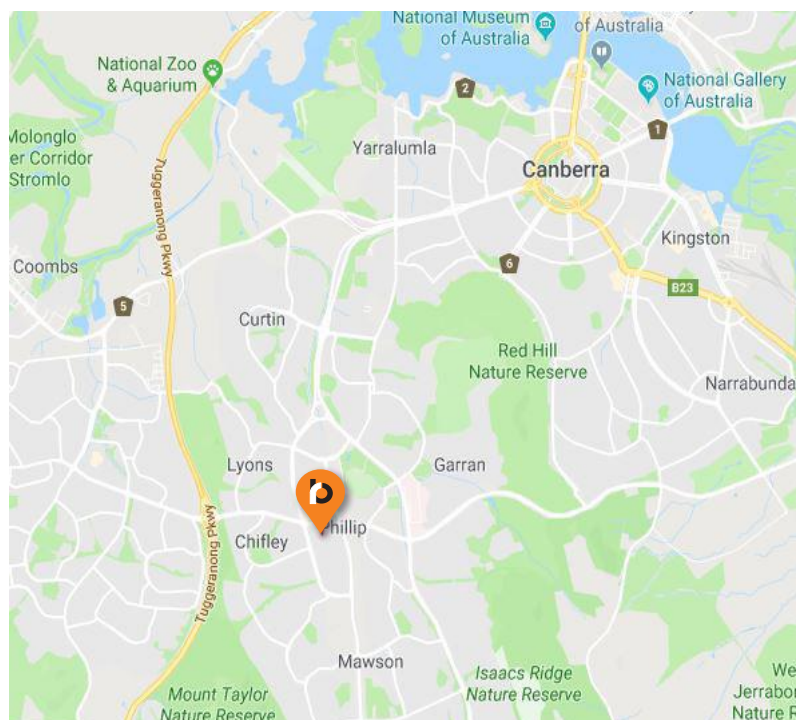 National Museum
of Australia
of Australia
National Zoo
& Aquarium
National Gallery
of Australia
2
1
Molonglo
er Corridor
Stromlo
Yarralumla
Canberra
Tuggeranong Pkwy
Kingston
Coombs
6
B23
5
Curtin
Red Hill
Nature Reserve
Narrabunda
Lyons
Garran
b
Phillip
Chifley
Tuggeranong Pkwy
Mawson
Isaacs Ridge
Nature Reserve
We
Jerrabor
Nature R
Mount Taylor
Nature Reserve